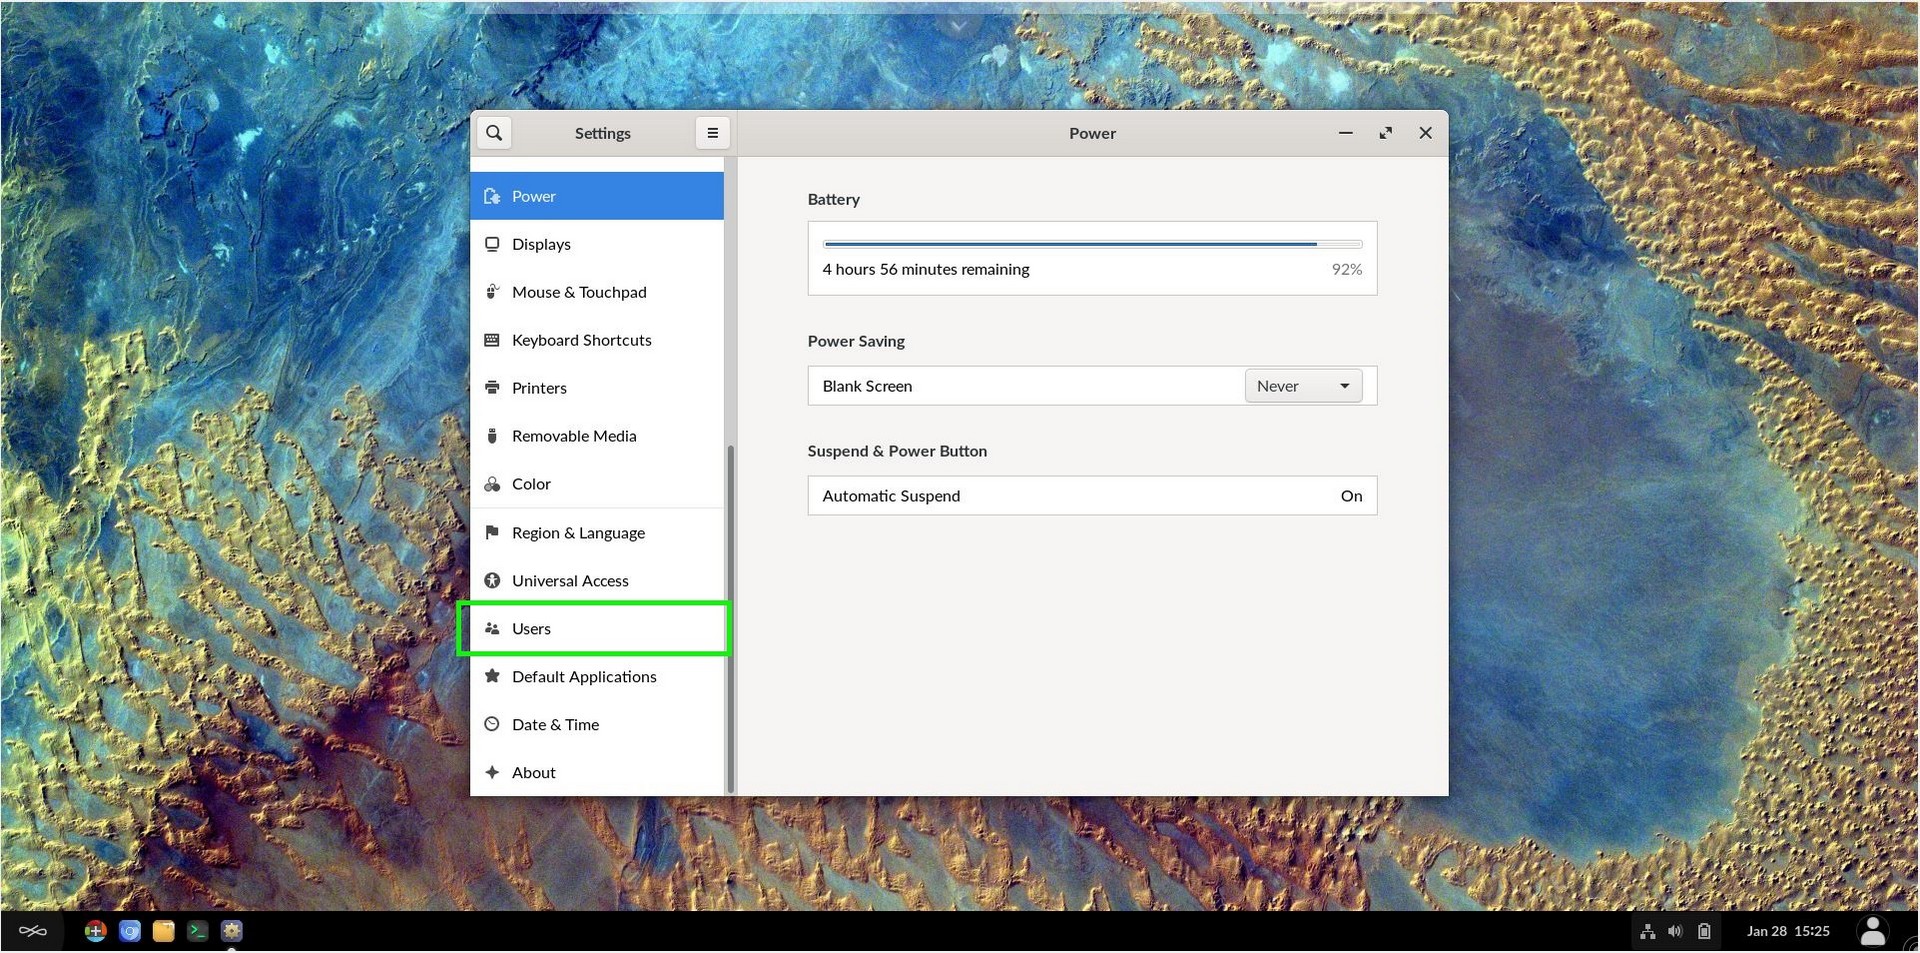 Settings
Power
Power
Displays
Mouse & Touchpad
Keyboard Shortcuts
Printers
Removable Media
Color
Region & Language
Universal Access
Users
Default Applications
Date & Time
About
Battery
4 hours 56 minutes remaining 92%
Power Saving
Blank Screen Never
Suspend & Power Button
Automatic Suspend On
Jan 28 15:25